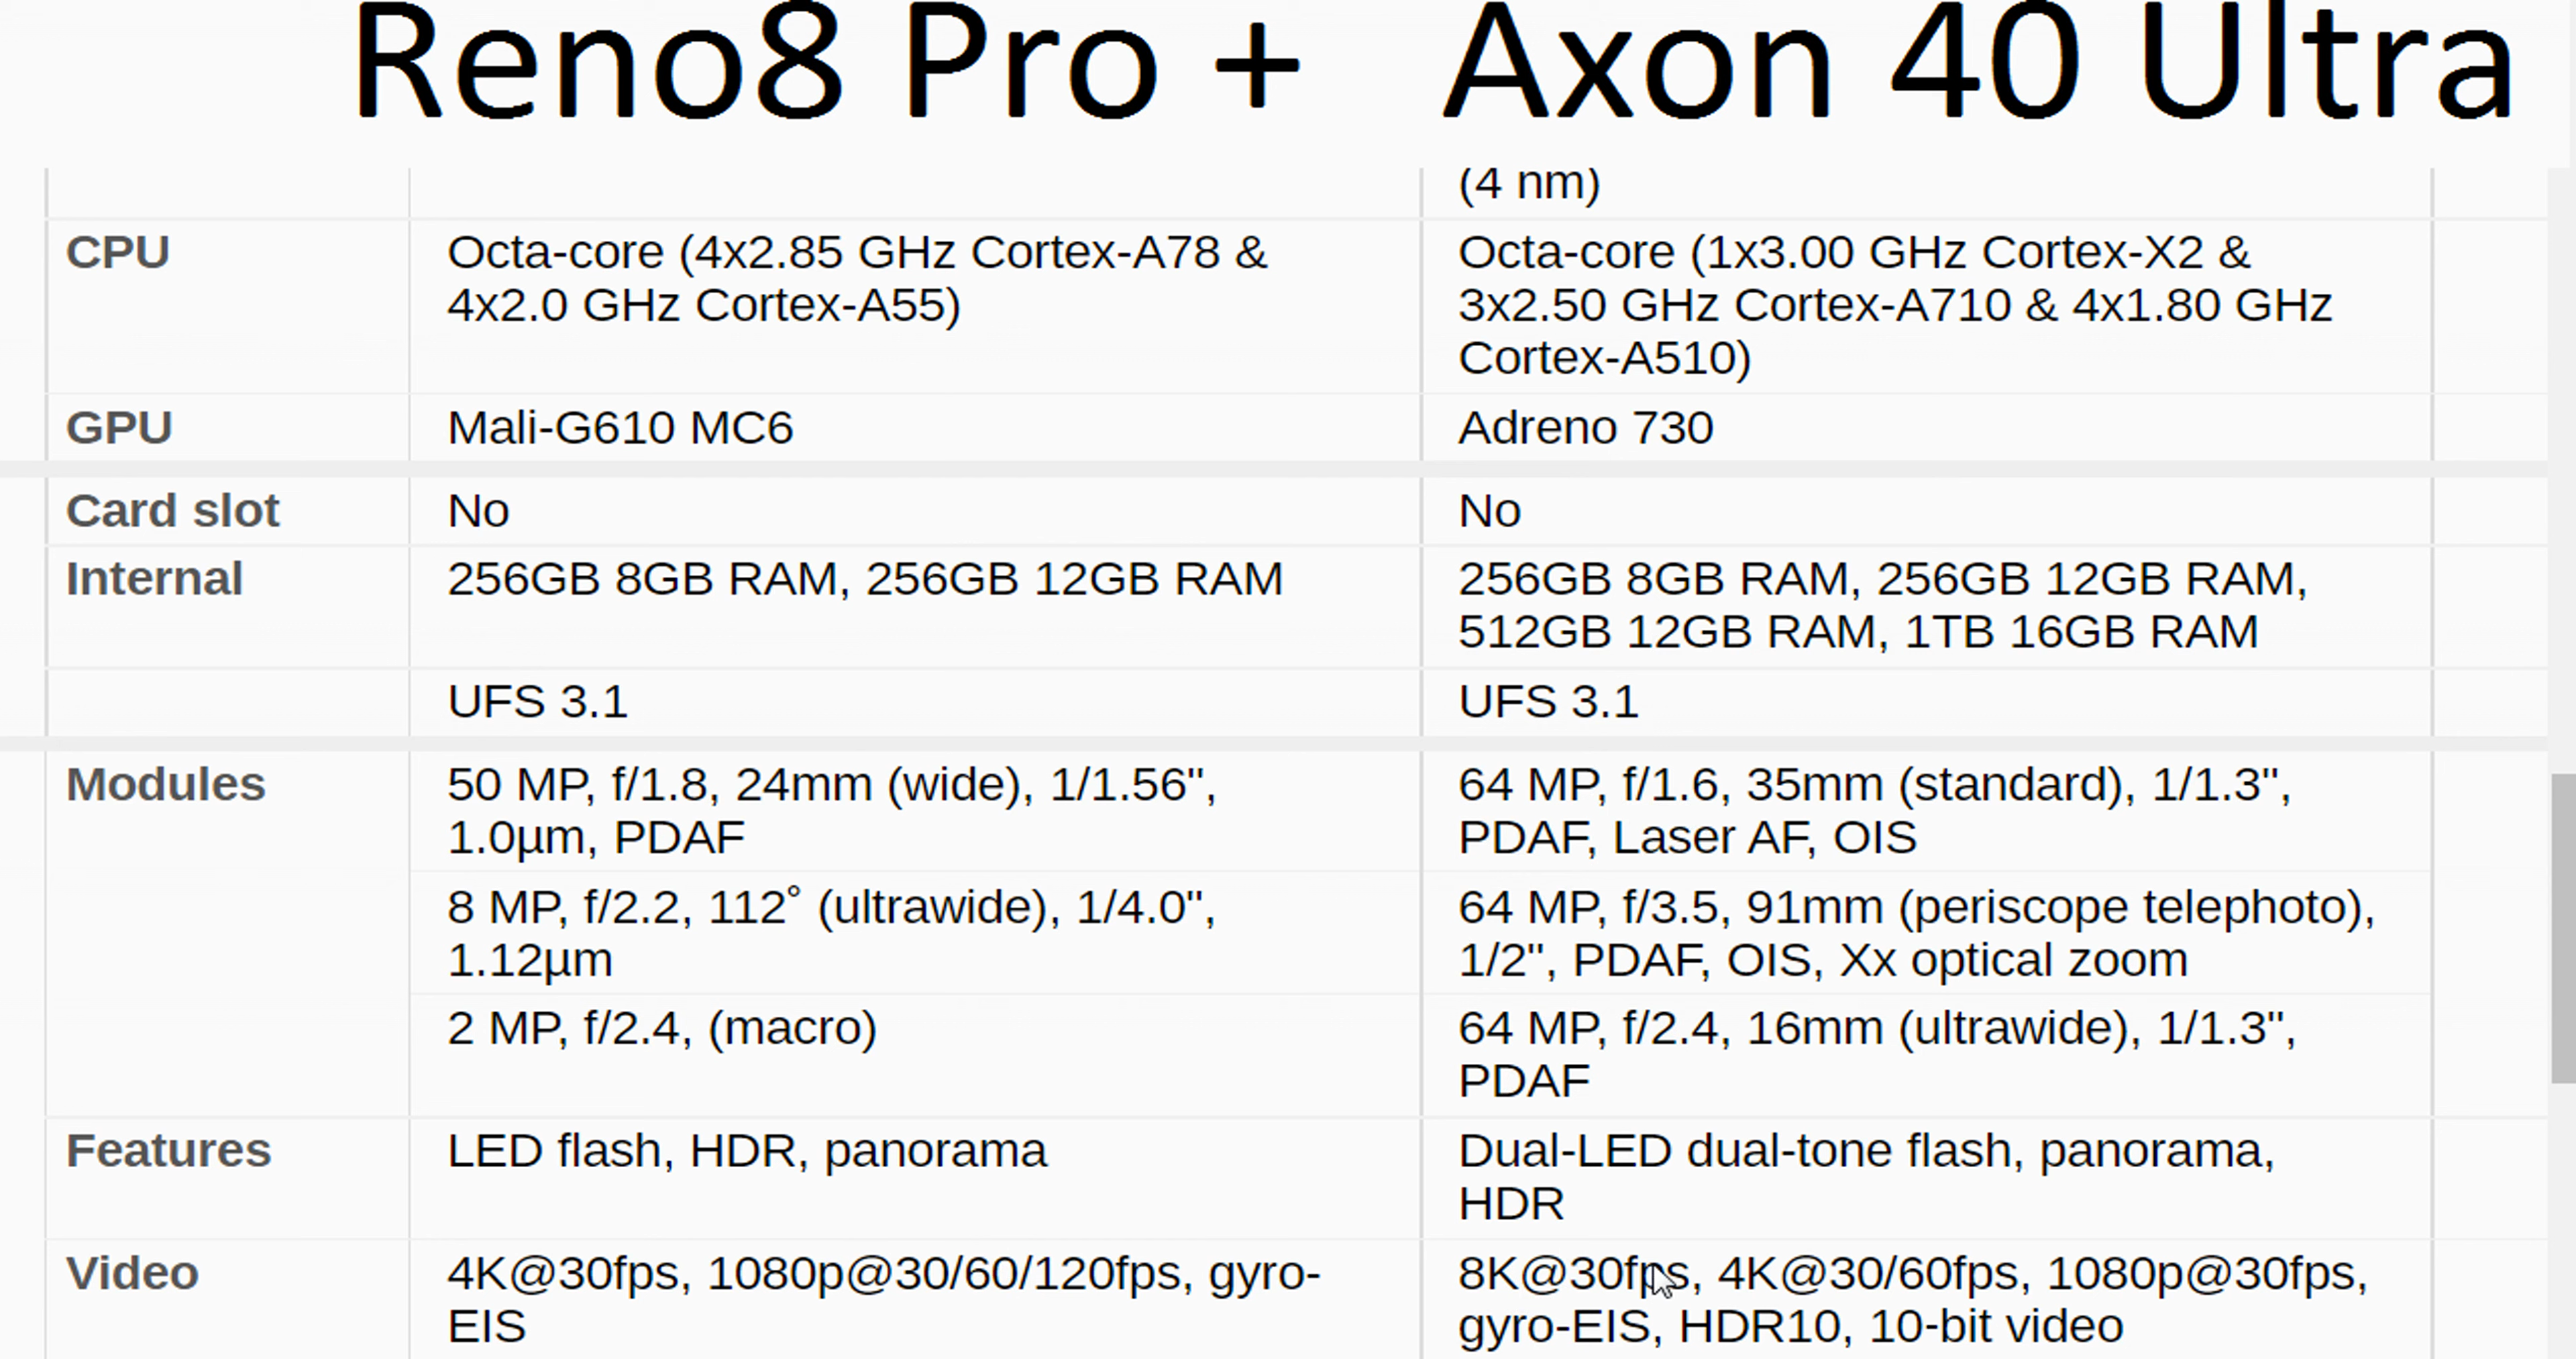 Reno8 Pro + Axon 40 Ultra
(4 nm)
CPU
Octa-core (4x2.85 GHz Cortex-A78 &
4x2.0 GHz Cortex-A55)
Octa-core (1x3.00 GHz Cortex-X2 &
3x2.50 GHz Cortex-A710 & 4x1.80 GHz
Cortex-A510)
GPU
Mali-G610 MC6
Adreno 730
Card slot
No
No
Internal
256GB 8GB RAM, 256GB 12GB RAM
256GB 8GB RAM, 256GB 12GB RAM,
512GB 12GB RAM, 1TB 16GB RAM
UFS 3.1
UFS 3.1
Modules
50 MP, f/1.8, 24mm (wide), 1/1.56",
1.0µm, PDAF
64 MP, f/1.6, 35mm (standard), 1/1.3",
PDAF, Laser AF, OIS
8 MP, f/2.2, 112˚ (ultrawide), 1/4.0",
1.12µm
64 MP, f/3.5, 91mm (periscope telephoto),
1/2", PDAF, OIS, Xx optical zoom
2 MP, f/2.4, (macro)
64 MP, f/2.4, 16mm (ultrawide), 1/1.3",
PDAF
Features
LED flash, HDR, panorama
Dual-LED dual-tone flash, panorama,
HDR
Video
4K@30fps, 1080p@30/60/120fps, gyro-
EIS
8K@30fps, 4K@30/60fps, 1080p@30fps,
gyro-EIS, HDR10, 10-bit video